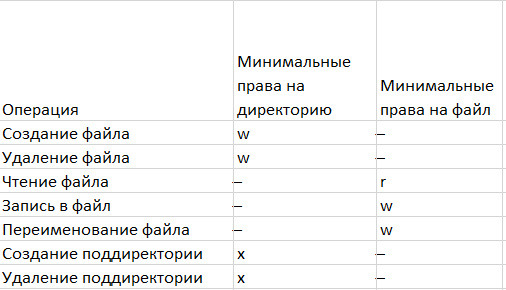 Операция
Минимальные
права на
директорию
Минимальные
права на файл
Создание файла w –
Удаление файла w –
Чтение файла – r
Запись в файл – w
Переименование файла – w
Создание поддиректории x –
Удаление поддиректории x –